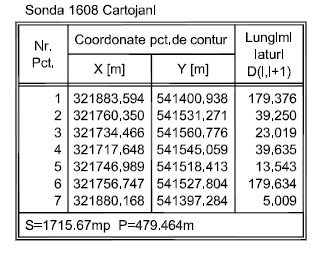 Sonda 1608 CartojanI
Nr. Pct. Coordonate pct,de contur LungImI laturI
X [m] Y [m] D(I,I+1)
1 321883,594 541400,938 179,376
2 321760,350 541531,271 39.250
3 321734,466 541560,776 23,019
4 321717,648 541545,059 39,635
5 321746,989 541518,413 13,543
6 321756,747 541527,804 179,634
7 321880,168 541397,284 5.009
S=1715.67mp P=479.464m